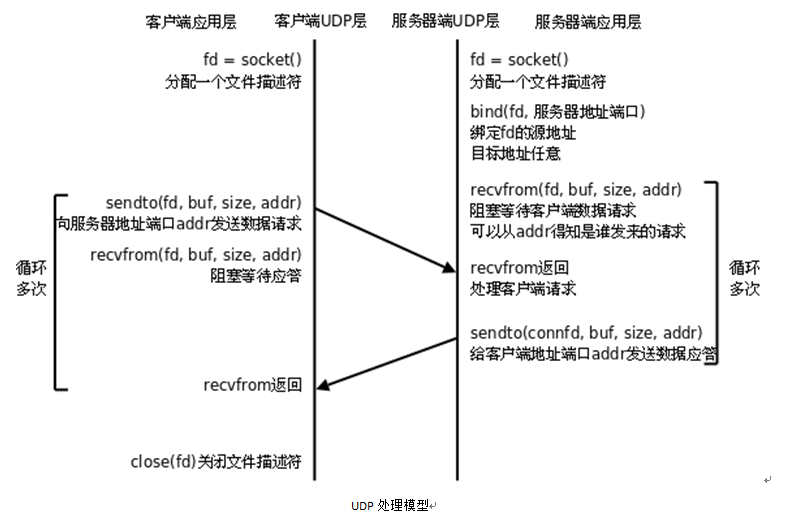 客户端应用层 客户端UDP层 服务器端UDP层 服务器端应用层
fd = socket()
分配一个文件描述符
fd = socket()
分配一个文件描述符
bind(fd, 服务器地址端口)
绑定fd的源地址
目标地址任意
sendto(fd, buf, size, addr)
向服务器地址端口addr发送数据请求
recvfrom(fd, buf, size, addr)
阻塞等待应管
循环
多次
recvfrom返回
recvfrom(fd, buf, size, addr)
阻塞等待客户端数据请求
可以从addr得知是谁发来的请求
recvfrom返回
处理客户端请求
sendto(connfd, buf, size, addr)
给客户端地址端口addr发送数据应管
循环
多次
close(fd)关闭文件描述符
UDP 处理模型